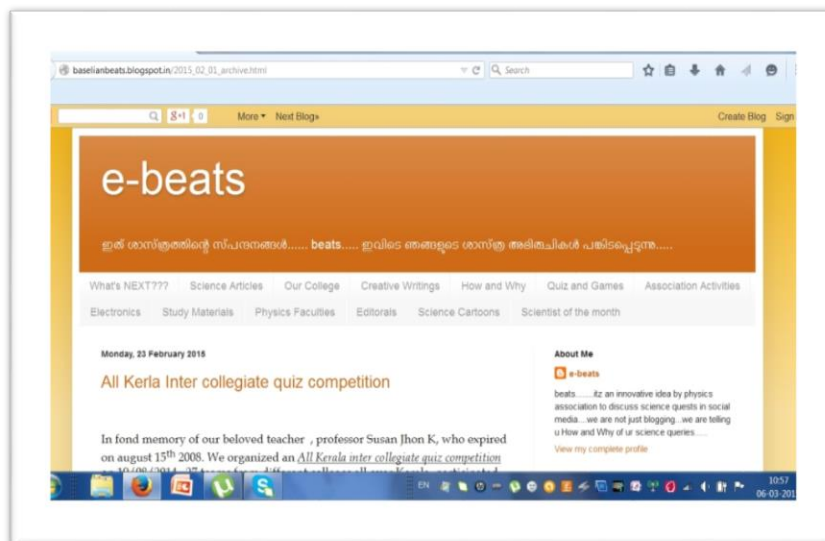 baselianbeats.blogspot.in/2015_02_01_archive.html
Search
8+1 0 More Next Blog» Create Blog Sign
e-beats
ഇത് ശാസ്ത്രത്തിന്റെ സ്പന്ദനങ്ങൾ...... beats..... ഇവിടെ ഞങ്ങളുടെ ശാസ്ത്ര അഭിരുചികൾ പങ്കിടപ്പെടുന്നു.....
What's NEXT??? Science Articles Our College Creative Writings How and Why Quiz and Games Association Activities
Electronics Study Materials Physics Faculties Editorals Science Cartoons Scientist of the month
Monday, 23 February 2015
All Kerla Inter collegiate quiz competition
In fond memory of our beloved teacher , professor Susan Jhon K, who expired
on august 15th 2008. We organized an All Kerala inter collegiate quiz competition
About Me
e-beats
beats.......itz an innovative idea by physics
association to discuss science quests in social
media....we are not just blogging...we are telling
u How and Why of ur science queries.....
View my complete profile
EN
10:57
06-03-201